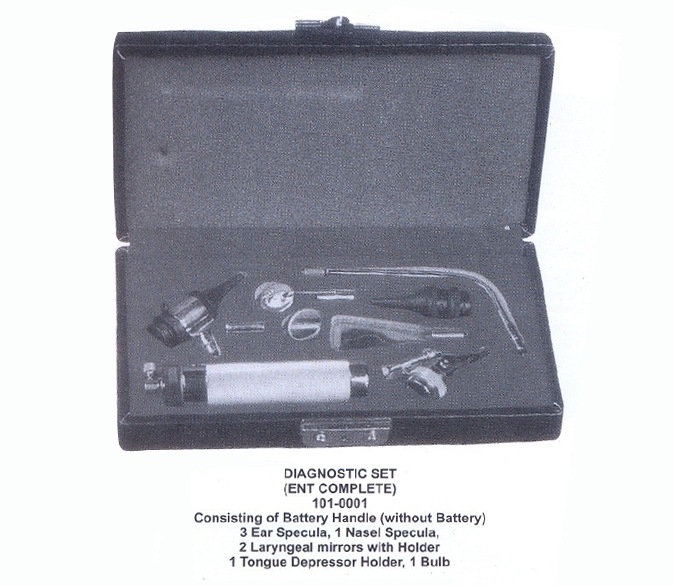 DIAGNOSTIC SET
(ENT COMPLETE)
101-0001
Consisting of Battery Handle (without Battery)
3 Ear Specula, 1 Nasel Specula,
2 Laryngeal mirrors with Holder
1 Tongue Depressor Holder, 1 Bulb